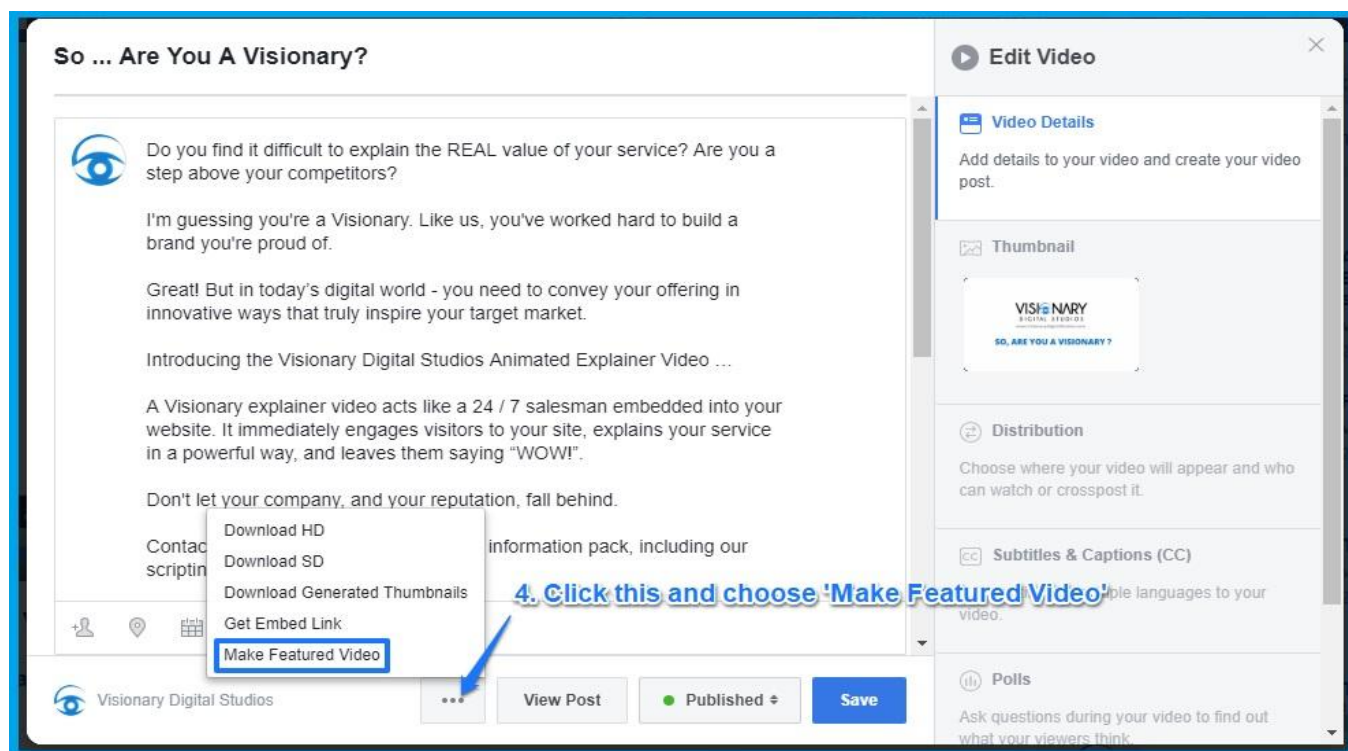 So ... Are You A Visionary?
Do you find it difficult to explain the REAL value of your service? Are you a
step above your competitors?
I'm guessing you're a Visionary. Like us, you've worked hard to build a
brand you're proud of.
Great! But in today's digital world - you need to convey your offering in
innovative ways that truly inspire your target market.
Introducing the Visionary Digital Studios Animated Explainer Video …
A Visionary explainer video acts like a 24 / 7 salesman embedded into your
website. It immediately engages visitors to your site, explains your service
in a powerful way, and leaves them saying “WOW!”.
Don't let your company, and your reputation, fall behind.
Contac information pack, including our
scriptin
Download HD
Download SD
Download Generated Thumbnails
Get Embed Link
Make Featured Video
4. Click this and choose 'Make Featured Video'
Visionary Digital Studios
View Post
Published
Save
Edit Video
Video Details
Add details to your video and create your video
post.
Thumbnail
VISIONARY
DIGITAL STUDIOS
SO, ARE YOU A VISIONARY ?
Distribution
Choose where your video will appear and who
can watch or crosspost it.
CC Subtitles & Captions (CC)
languages to your
video.
Polls
Ask questions during your video to find out
what your viewers think.